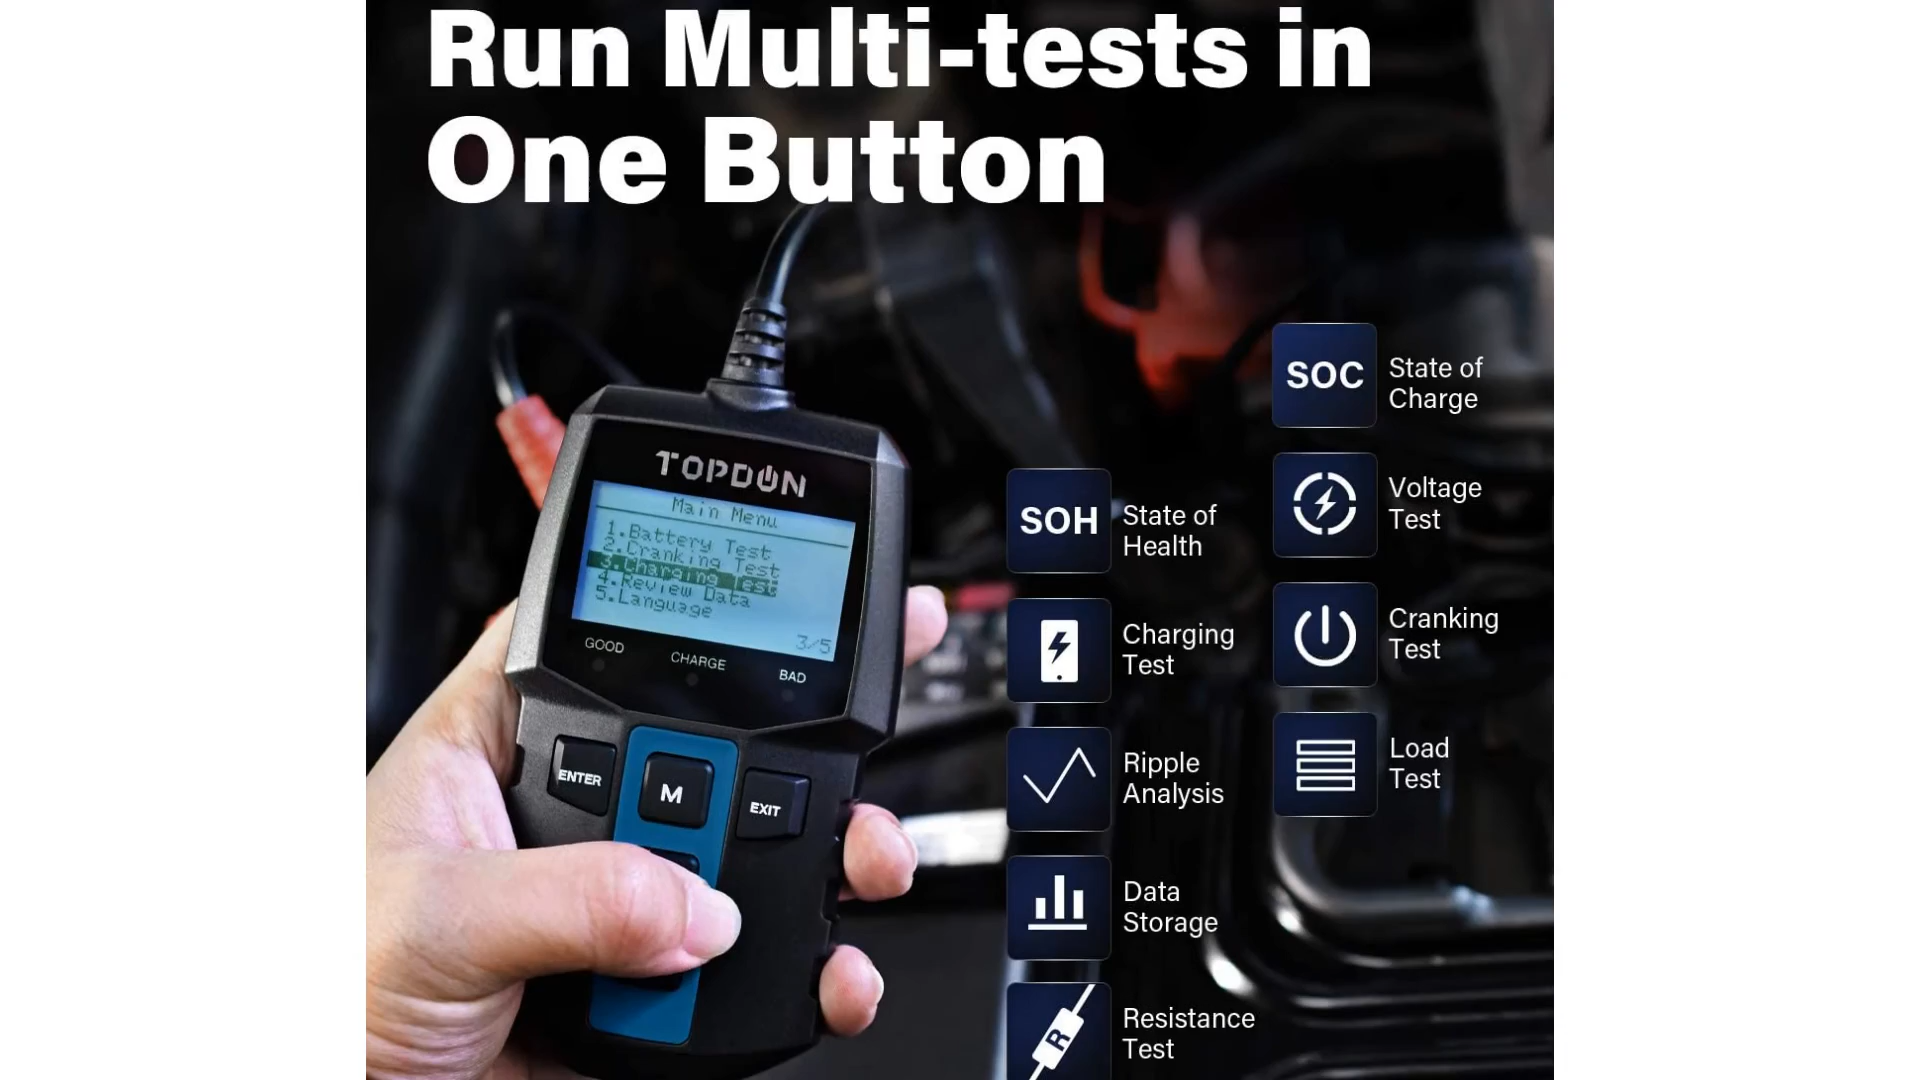 Run Multi-tests in
One Button
TOPDON
Main Menu
1.Battery Test
2.Cranking Test
3.Charging Test
4.Review Data
5.Language
3/5
GOOD
CHARGE
BAD
ENTER
M
EXIT
SOC
State of
Charge
Voltage
Test
Cranking
Test
Load
Test
SOH
State of
Health
Charging
Test
Ripple
Analysis
Data
Storage
R
Resistance
Test